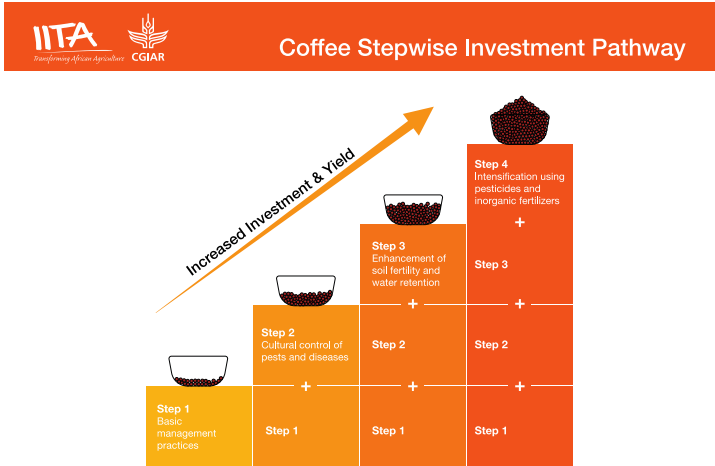 IITA
Transforming African Agriculture
CGIAR
Coffee Stepwise Investment Pathway
Increased Investment & Yield
Step 1
Basic
management
practices
Step 2
Cultural control of
pests and diseases
+
Step 1
Step 3
Enhancement of
soil fertility and
water retention
+
Step 2
+
Step 1
Step 4
Intensification using
pesticides and
inorganic fertilizers
+
Step 3
+
Step 2
+
Step 1